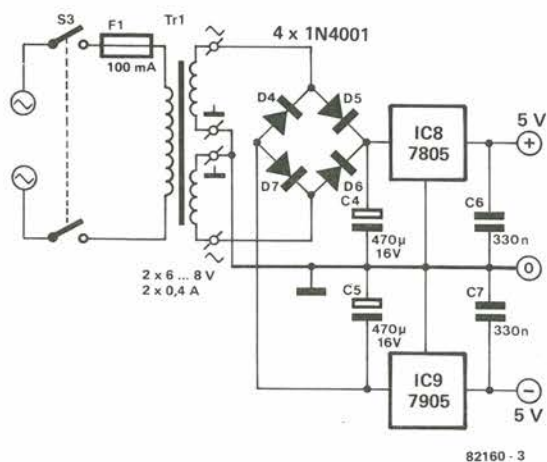 S3
F1
100 mA
Tr1
~
4 x 1N4001
D4
D5
D7
D6
IC8
7805
5 V
+
C4
470µ
16V
C6
330n
0
2 x 6 ... 8 V
2 x 0,4 A
~
C5
470µ
16V
C7
330n
IC9
7905
−
5 V
82160 - 3